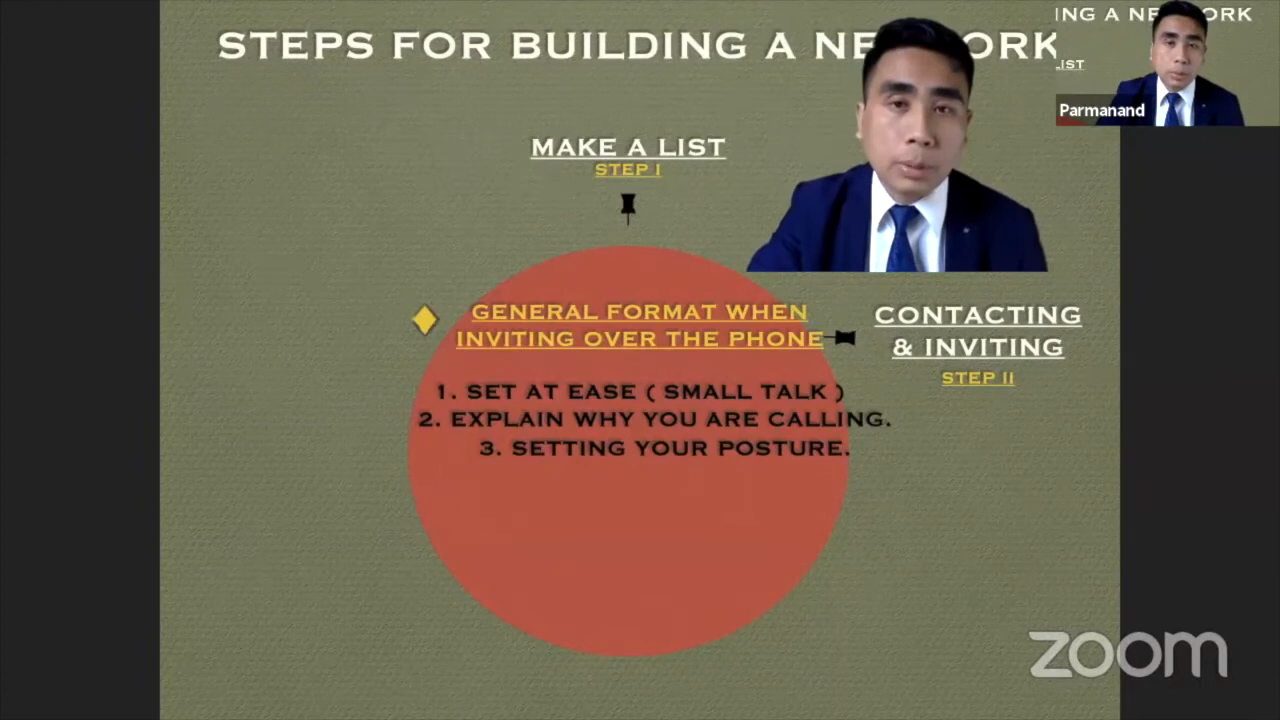 STEPS FOR BUILDING A NE ORK
ING A NE ORK
LIST
Parmanand
MAKE A LIST
STEP I
GENERAL FORMAT WHEN
INVITING OVER THE PHONE
CONTACTING
& INVITING
STEP II
1. SET AT EASE ( SMALL TALK )
2. EXPLAIN WHY YOU ARE CALLING.
3. SETTING YOUR POSTURE.
zoom